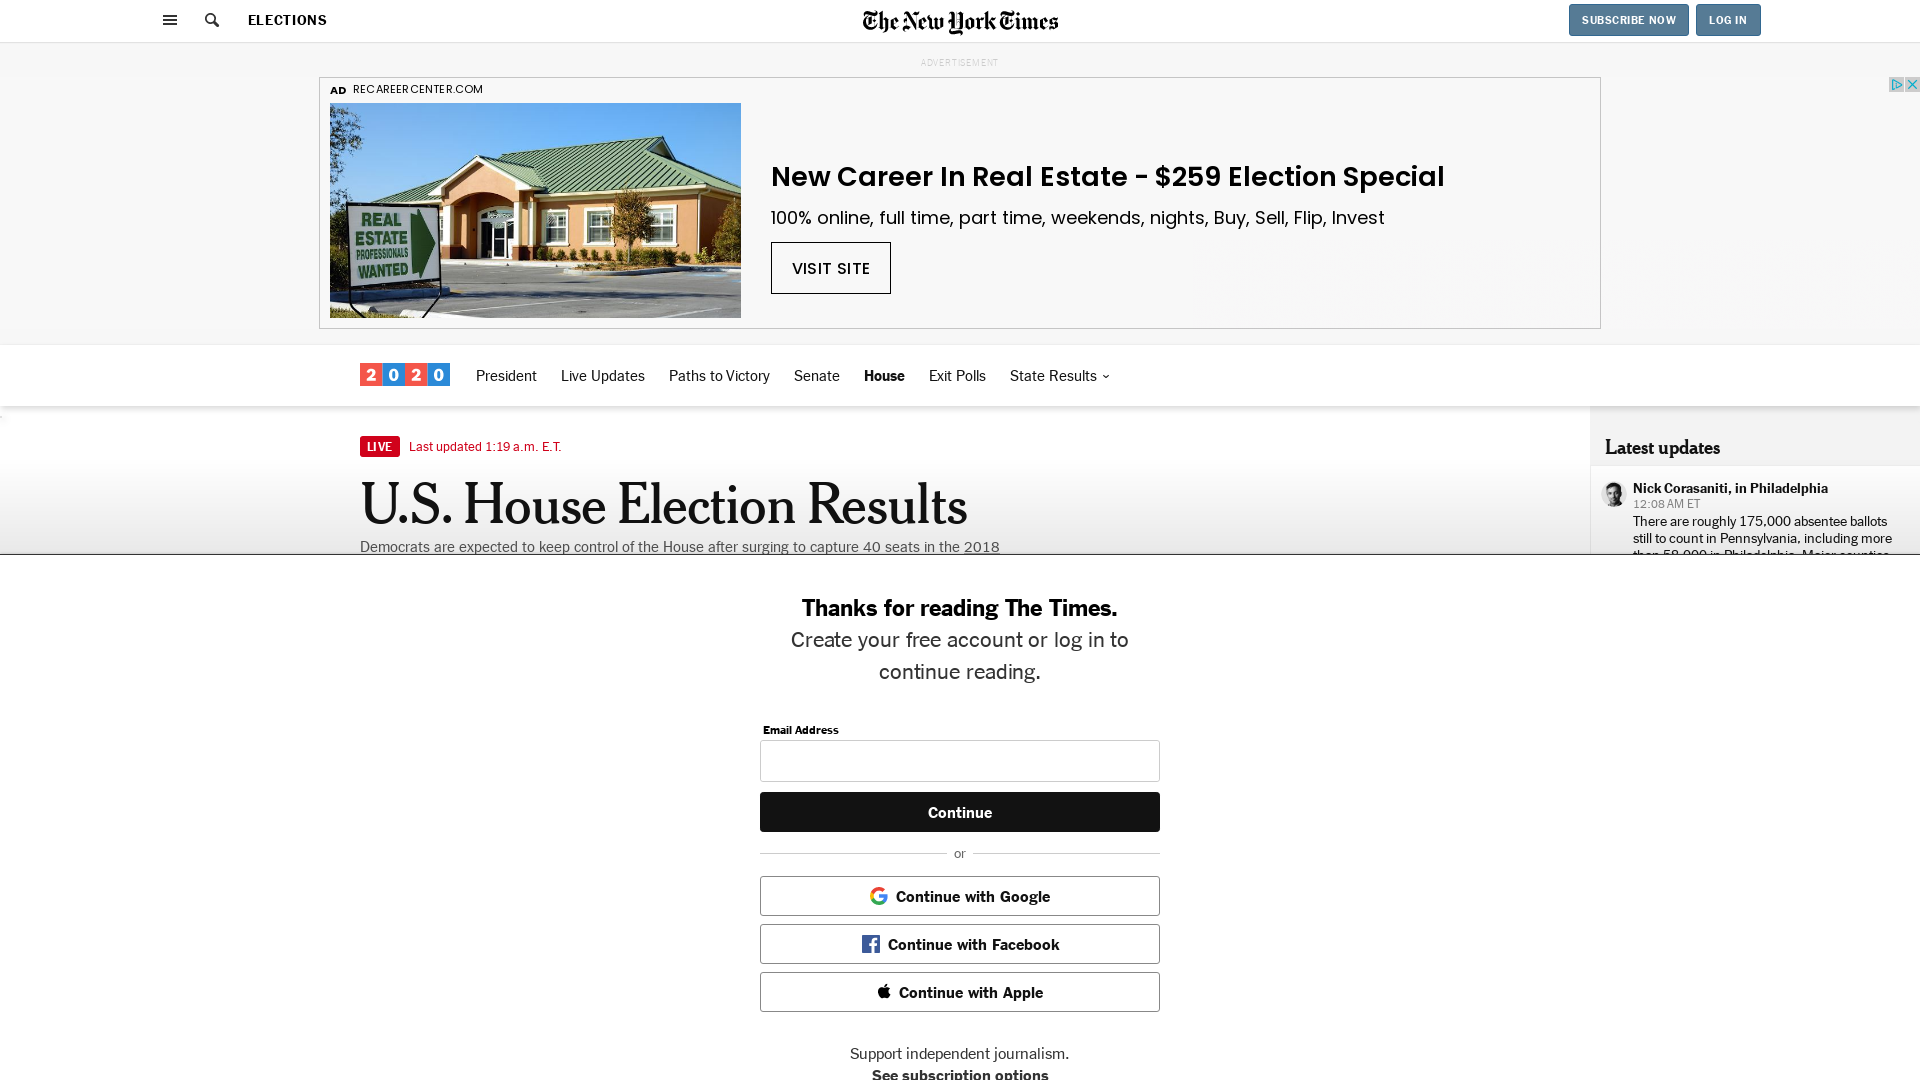 ELECTIONS
The New York Times
SUBSCRIBE NOW
LOG IN
ADVERTISEMENT
AD RECAREERCENTER.COM
REAL
ESTATE
PROFESSIONALS
WANTED
New Career In Real Estate - $259 Election Special
100% online, full time, part time, weekends, nights, Buy, Sell, Flip, Invest
VISIT SITE
2020
President
Live Updates
Paths to Victory
Senate
House
Exit Polls
State Results
LIVE Last updated 1:19 a.m. E.T.
U.S. House Election Results
Democrats are expected to keep control of the House after surging to capture 40 seats in the 2018
Latest updates
Nick Corasaniti, in Philadelphia
12:08 AM ET
There are roughly 175,000 absentee ballots
still to count in Pennsylvania, including more
than 58,000 in Philadelphia. Major counties
Thanks for reading The Times.
Create your free account or log in to
continue reading.
Email Address
Continue
or
Continue with Google
Continue with Facebook
Continue with Apple
Support independent journalism.
See subscription options